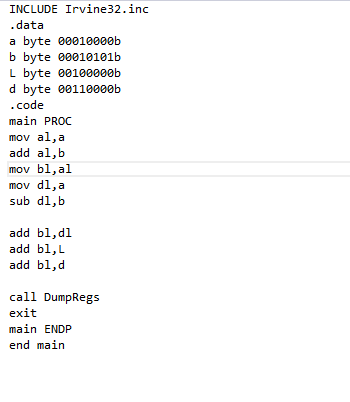 INCLUDE Irvine32.inc
.data
a byte 00010000b
b byte 00010101b
L byte 00100000b
d byte 00110000b
.code
main PROC
mov al,a
add al,b
mov bl,al
mov dl,a
sub dl,b
add bl,dl
add bl,L
add bl,d
call DumpRegs
exit
main ENDP
end main